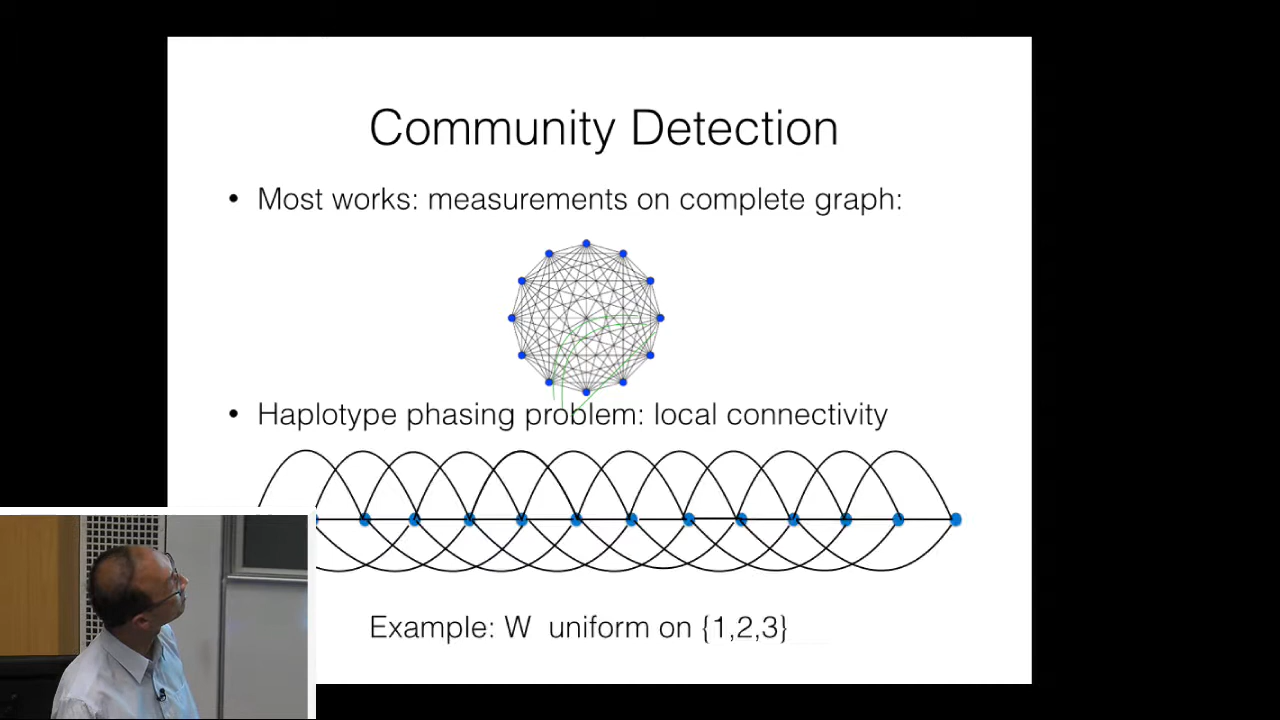 Community Detection
• Most works: measurements on complete graph:
• Haplotype phasing problem: local connectivity
Example: W uniform on {1,2,3}